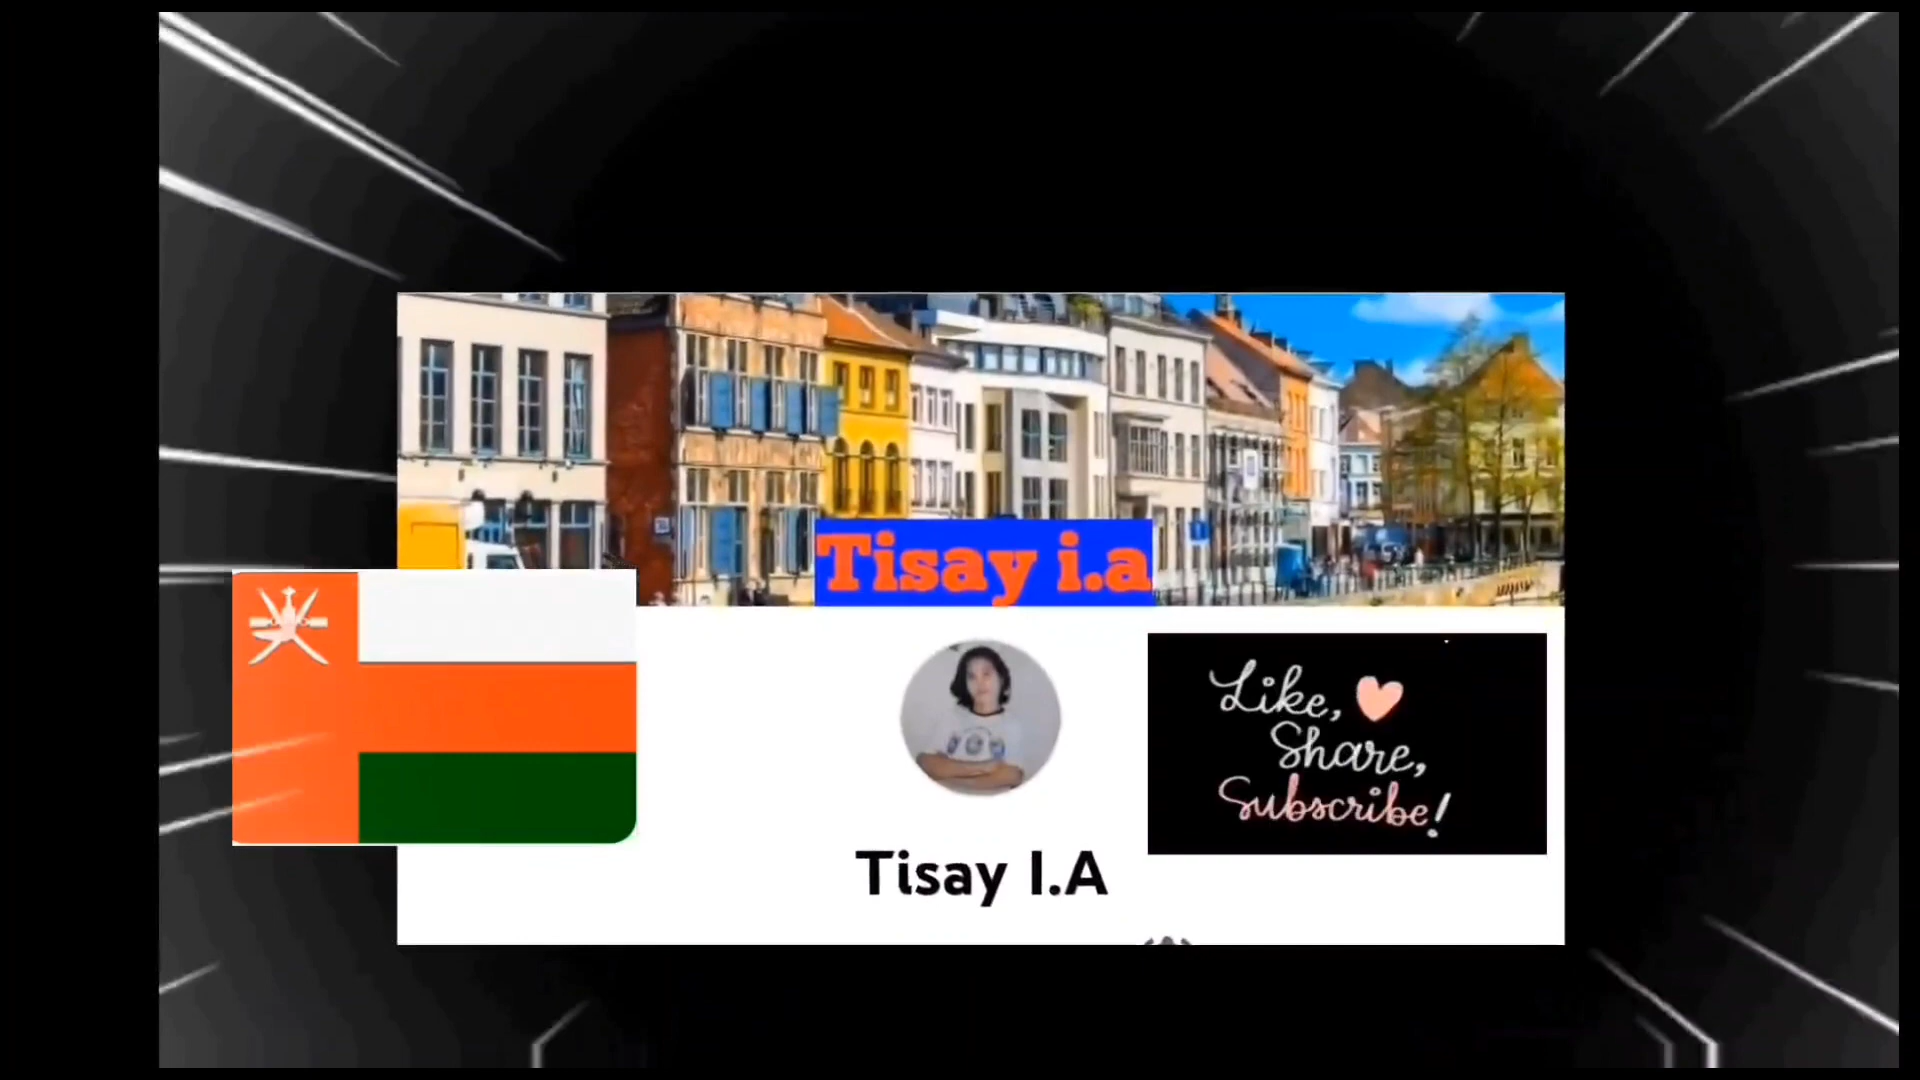 Tisay i.a
Like,
Share,
Subscribe!
Tisay I.A